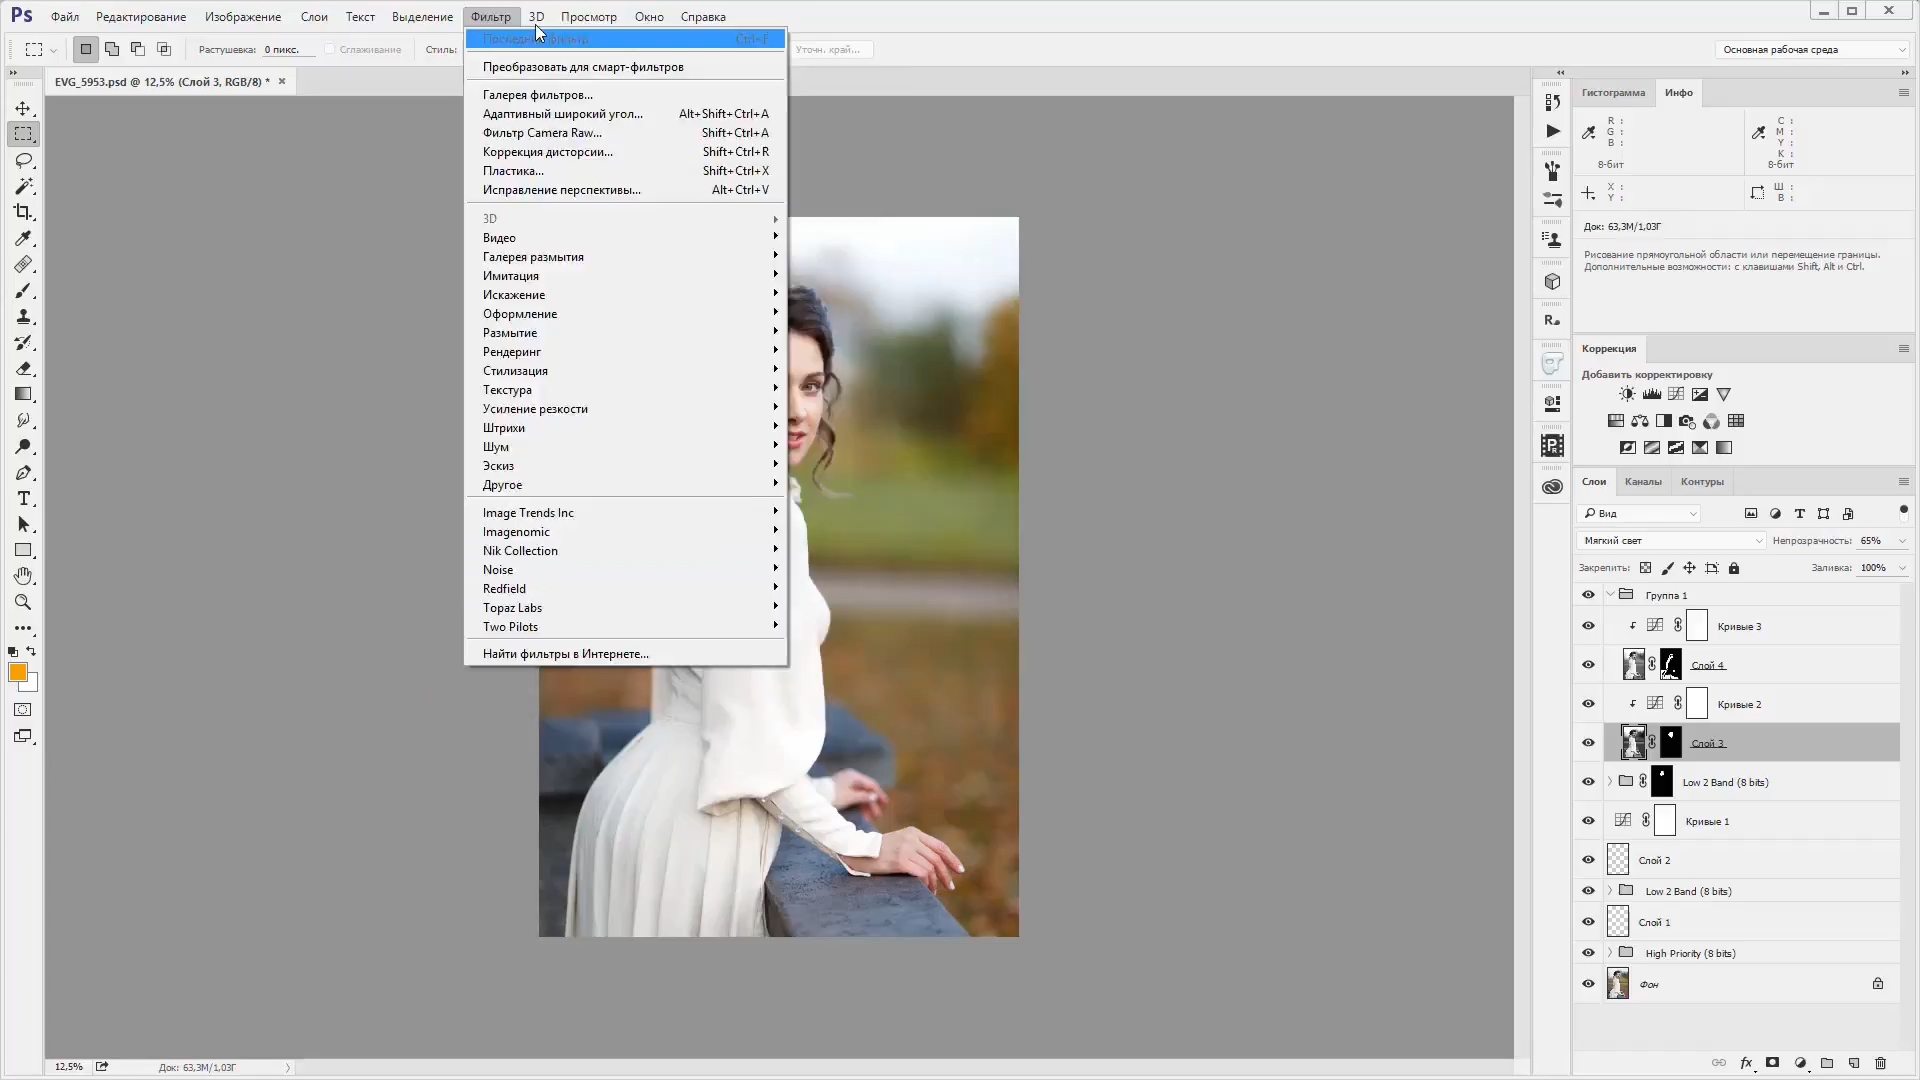 Ps Файл Редактирование Изображение Слои Текст Выделение Фильтр 3D Просмотр Окно Справка
Растушевка: 0 пикс. Сглаживание Стиль: Уточн. край... Основная рабочая среда
EVG_5953.psd @ 12,5% (Слой 3, RGB/8) * ×
Последний фильтр Ctrl+F
Преобразовать для смарт-фильтров
Галерея фильтров...
Адаптивный широкий угол... Alt+Shift+Ctrl+A
Фильтр Camera Raw... Shift+Ctrl+A
Коррекция дисторсии... Shift+Ctrl+R
Пластика... Shift+Ctrl+X
Исправление перспективы... Alt+Ctrl+V
3D
Видео
Галерея размытия
Имитация
Искажение
Оформление
Размытие
Рендеринг
Стилизация
Текстура
Усиление резкости
Штрихи
Шум
Эскиз
Другое
Image Trends Inc
Imagenomic
Nik Collection
Noise
Redfield
Topaz Labs
Two Pilots
Найти фильтры в Интернете...
Гистограмма Инфо
R : C :
G : M :
B : Y :
K :
8-бит 8-бит
X : Ш :
Y : В :
Док: 63,3M/1,03Г
Рисование прямоугольной области или перемещение границы.
Дополнительные возможности: с клавишами Shift, Alt и Ctrl.
Коррекция
Добавить корректировку
Слои Каналы Контуры
Вид
Мягкий свет Непрозрачность: 65%
Закрепить: Заливка: 100%
Группа 1
Кривые 3
Слой 4
Кривые 2
Слой 3
Low 2 Band (8 bits)
Кривые 1
Слой 2
Low 2 Band (8 bits)
Слой 1
High Priority (8 bits)
Фон
fx
12,5% Док: 63,3M/1,03Г